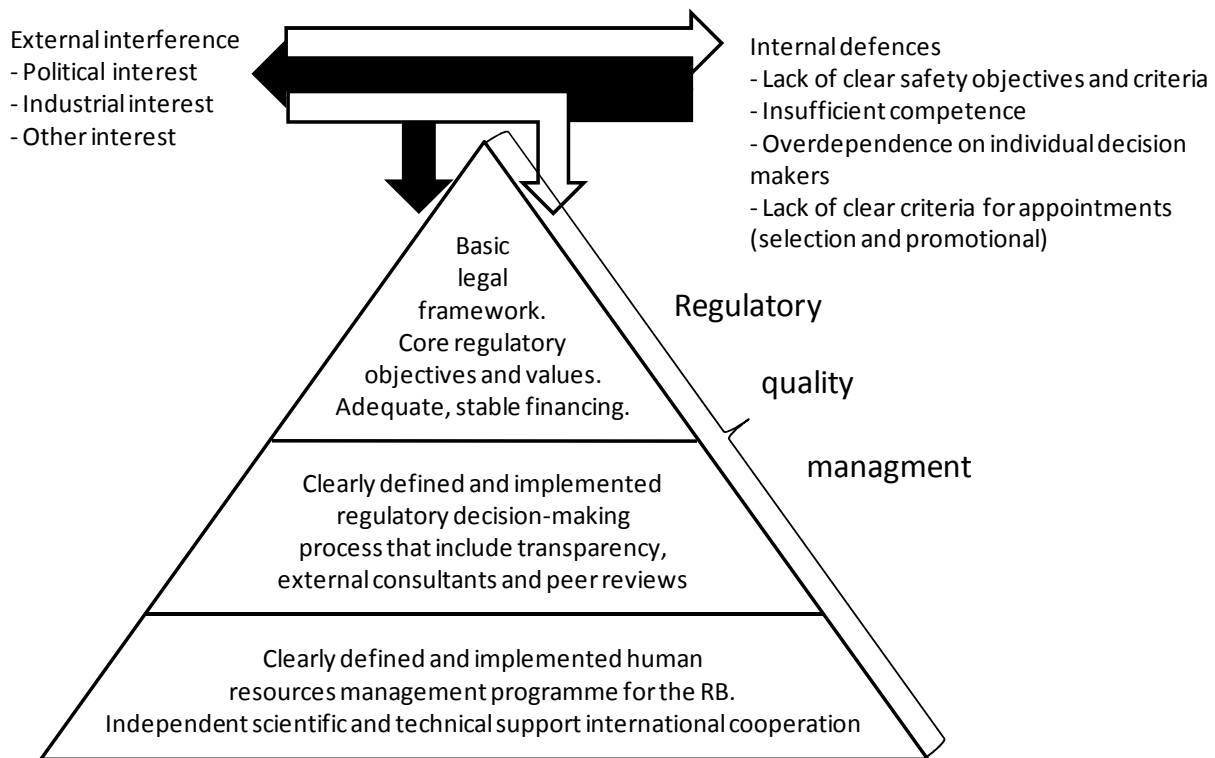 External interference
- Political interest
- Industrial interest
- Other interest
Internal defences
- Lack of clear safety objectives and criteria
- Insufficient competence
- Overdependence on individual decision
makers
- Lack of clear criteria for appointments
(selection and promotional)
Basic
legal
framework.
Core regulatory
objectives and values.
Adequate, stable financing.
Regulatory
quality
managment
Clearly defined and implemented
regulatory decision-making
process that include transparency,
external consultants and peer reviews
Clearly defined and implemented human
resources management programme for the RB.
Independent scientific and technical support international cooperation